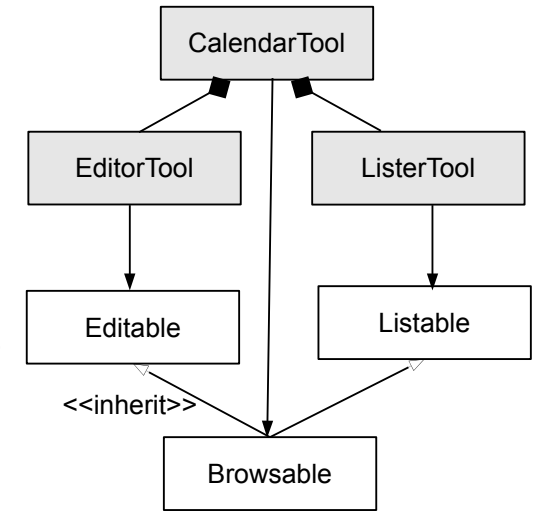 CalendarTool
EditorTool
ListerTool
Editable
Listable
<<inherit>>
Browsable